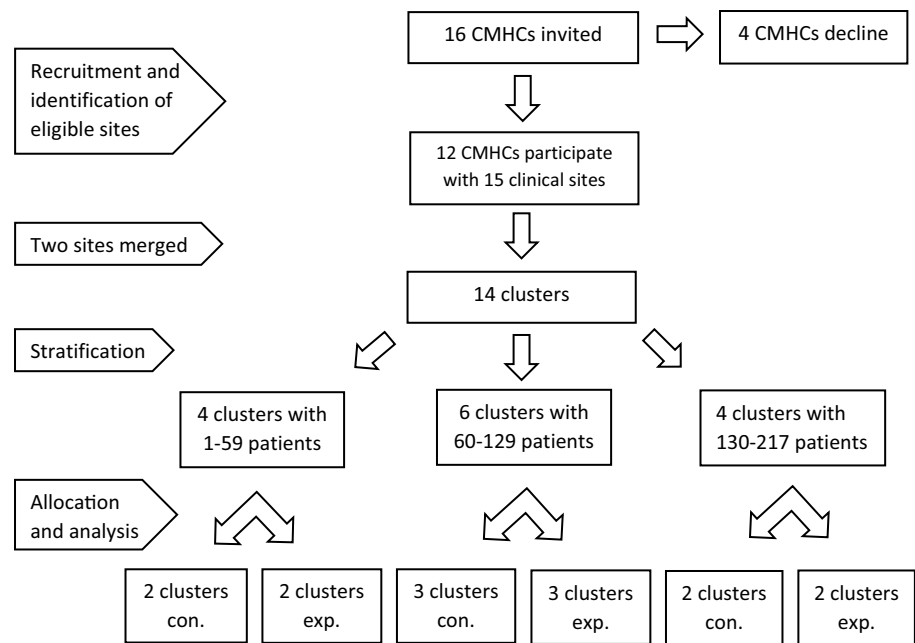 16 CMHCs invited
4 CMHCs decline
Recruitment and
identification of
eligible sites
12 CMHCs participate
with 15 clinical sites
Two sites merged
14 clusters
Stratification
4 clusters with
1-59 patients
6 clusters with
60-129 patients
4 clusters with
130-217 patients
Allocation
and analysis
2 clusters
con.
2 clusters
exp.
3 clusters
con.
3 clusters
exp.
2 clusters
con.
2 clusters
exp.